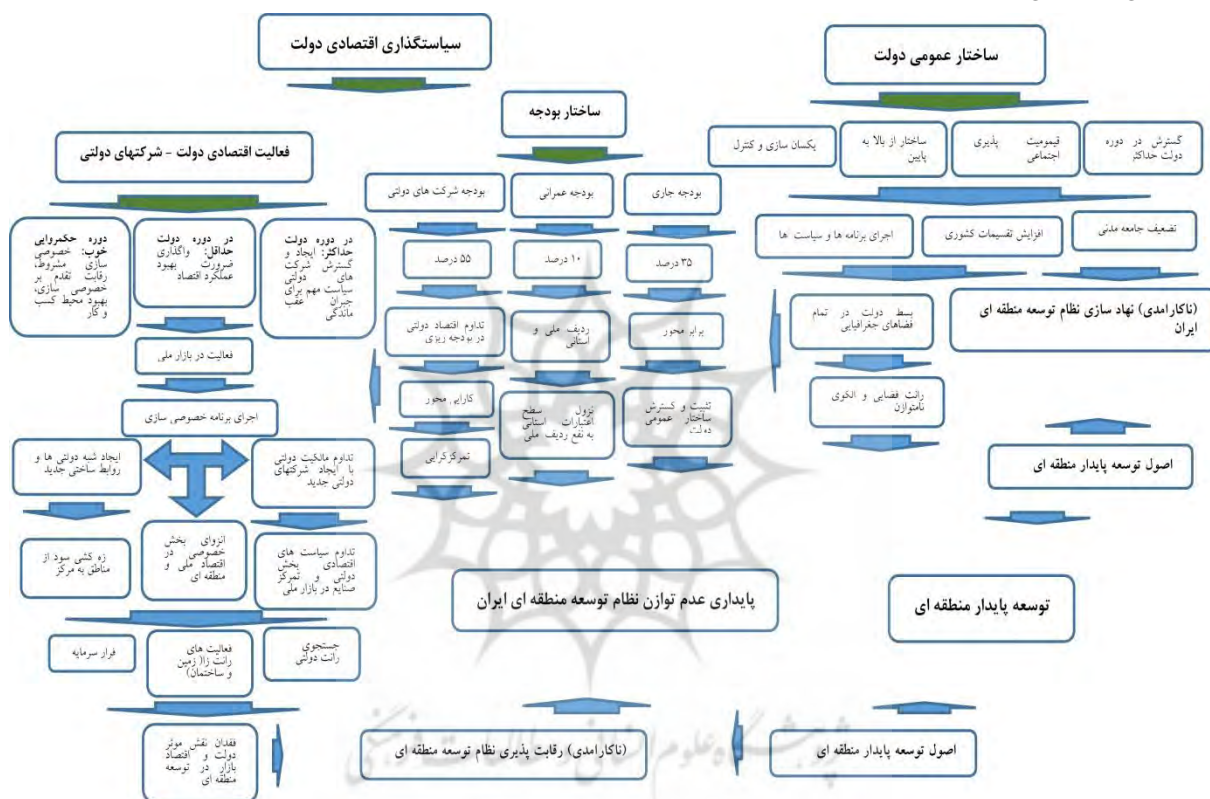 سیاستگذاری اقتصادی دولت
ساختار عمومی دولت
ساختار بودجه
فعالیت اقتصادی دولت - شرکتهای دولتی
گسترش در دوره
دولت حداکثر
قیمومیت پذیری
اجتماعی
ساختار از بالا به
پایین
یکسان سازی و کنترل
تضعیف جامعه مدنی
افزایش تقسیمات کشوری
اجرای برنامه ها و سیاست ها
(ناکارامدی) نهاد سازی نظام توسعه منطقه ای
ایران
بسط دولت در تمام
فضاهای جغرافیایی
رانت فضایی و الگوی
نامتوازن
اصول توسعه پایدار منطقه ای
توسعه پایدار منطقه ای
اصول توسعه پایدار منطقه ای
بودجه جاری
بودجه عمرانی
بودجه شرکت های دولتی
۳۵ درصد
۱۰ درصد
۵۵ درصد
برابر محور
ردیف ملی و
استانی
تداوم اقتصاد دولتی
در بودجه ریزی
تثبیت و گسترش
ساختار عمومی
دولت
نزول سطح
اعتبارات استانی
به نفع ردیف ملی
کارایی محور
تمرکزگرایی
در دوره دولت
حداکثر: ایجاد و
گسترش شرکت
های دولتی
سیاست مهم برای
جبران عقب
ماندگی
در دوره دولت
حداقل: واگذاری
ضرورت بهبود
عملکرد اقتصاد
دوره حکمروایی
خوب: خصوصی
سازی مشروط،
رقابت تقدم بر
خصوصی سازی،
بهبود محیط کسب
و کار
فعالیت در بازار ملی
اجرای برنامه خصوصی سازی
تداوم مالکیت دولتی
با ایجاد شرکتهای
دولتی جدید
ایجاد شبه دولتی ها و
روابط ساختی جدید
تداوم سیاست های
اقتصادی بخش
دولتی و تمرکز
صنایع در بازار ملی
انزوای بخش
خصوصی در
اقتصاد ملی و
منطقه ای
زه کشی سود از
مناطق به مرکز
جستجوی
رانت دولتی
فعالیت های
رانت زا( زمین
و ساختمان)
فرار سرمایه
فقدان نقش موثر
دولت و اقتصاد
بازار در توسعه
منطقه ای
پایداری عدم توازن نظام توسعه منطقه ای ایران
(ناکارامدی) رقابت پذیری نظام توسعه منطقه ای
پژوهشگاه علوم انسانی و مطالعات فرهنگی